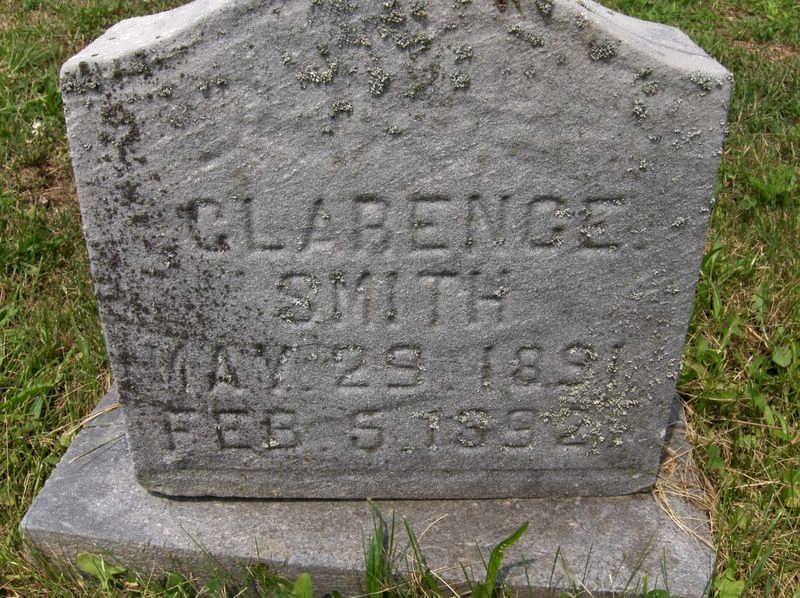 CLARENCE.
SMITH
MAY 29. 1891.
FEB. 5. 1892.